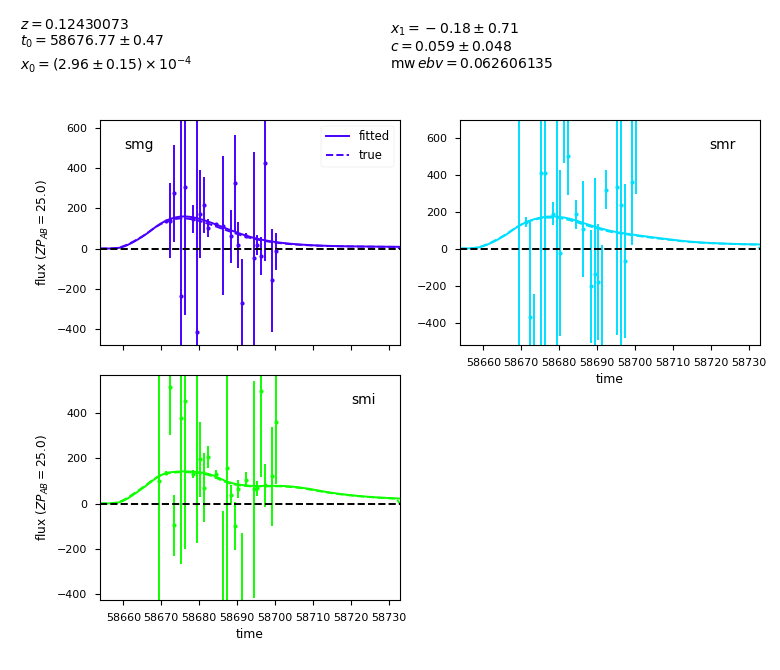 z = 0.12430073
t₀ = 58676.77 ± 0.47
x₀ = (2.96 ± 0.15) × 10⁻⁴
x₁ = −0.18 ± 0.71
c = 0.059 ± 0.048
mw ebv = 0.062606135
smg
fitted
true
600
400
200
0
−200
−400
flux (ZP_AB = 25.0)
smr
600
400
200
0
−200
−400
58660 58670 58680 58690 58700 58710 58720 58730
time
smi
400
200
0
−200
−400
flux (ZP_AB = 25.0)
58660 58670 58680 58690 58700 58710 58720 58730
time